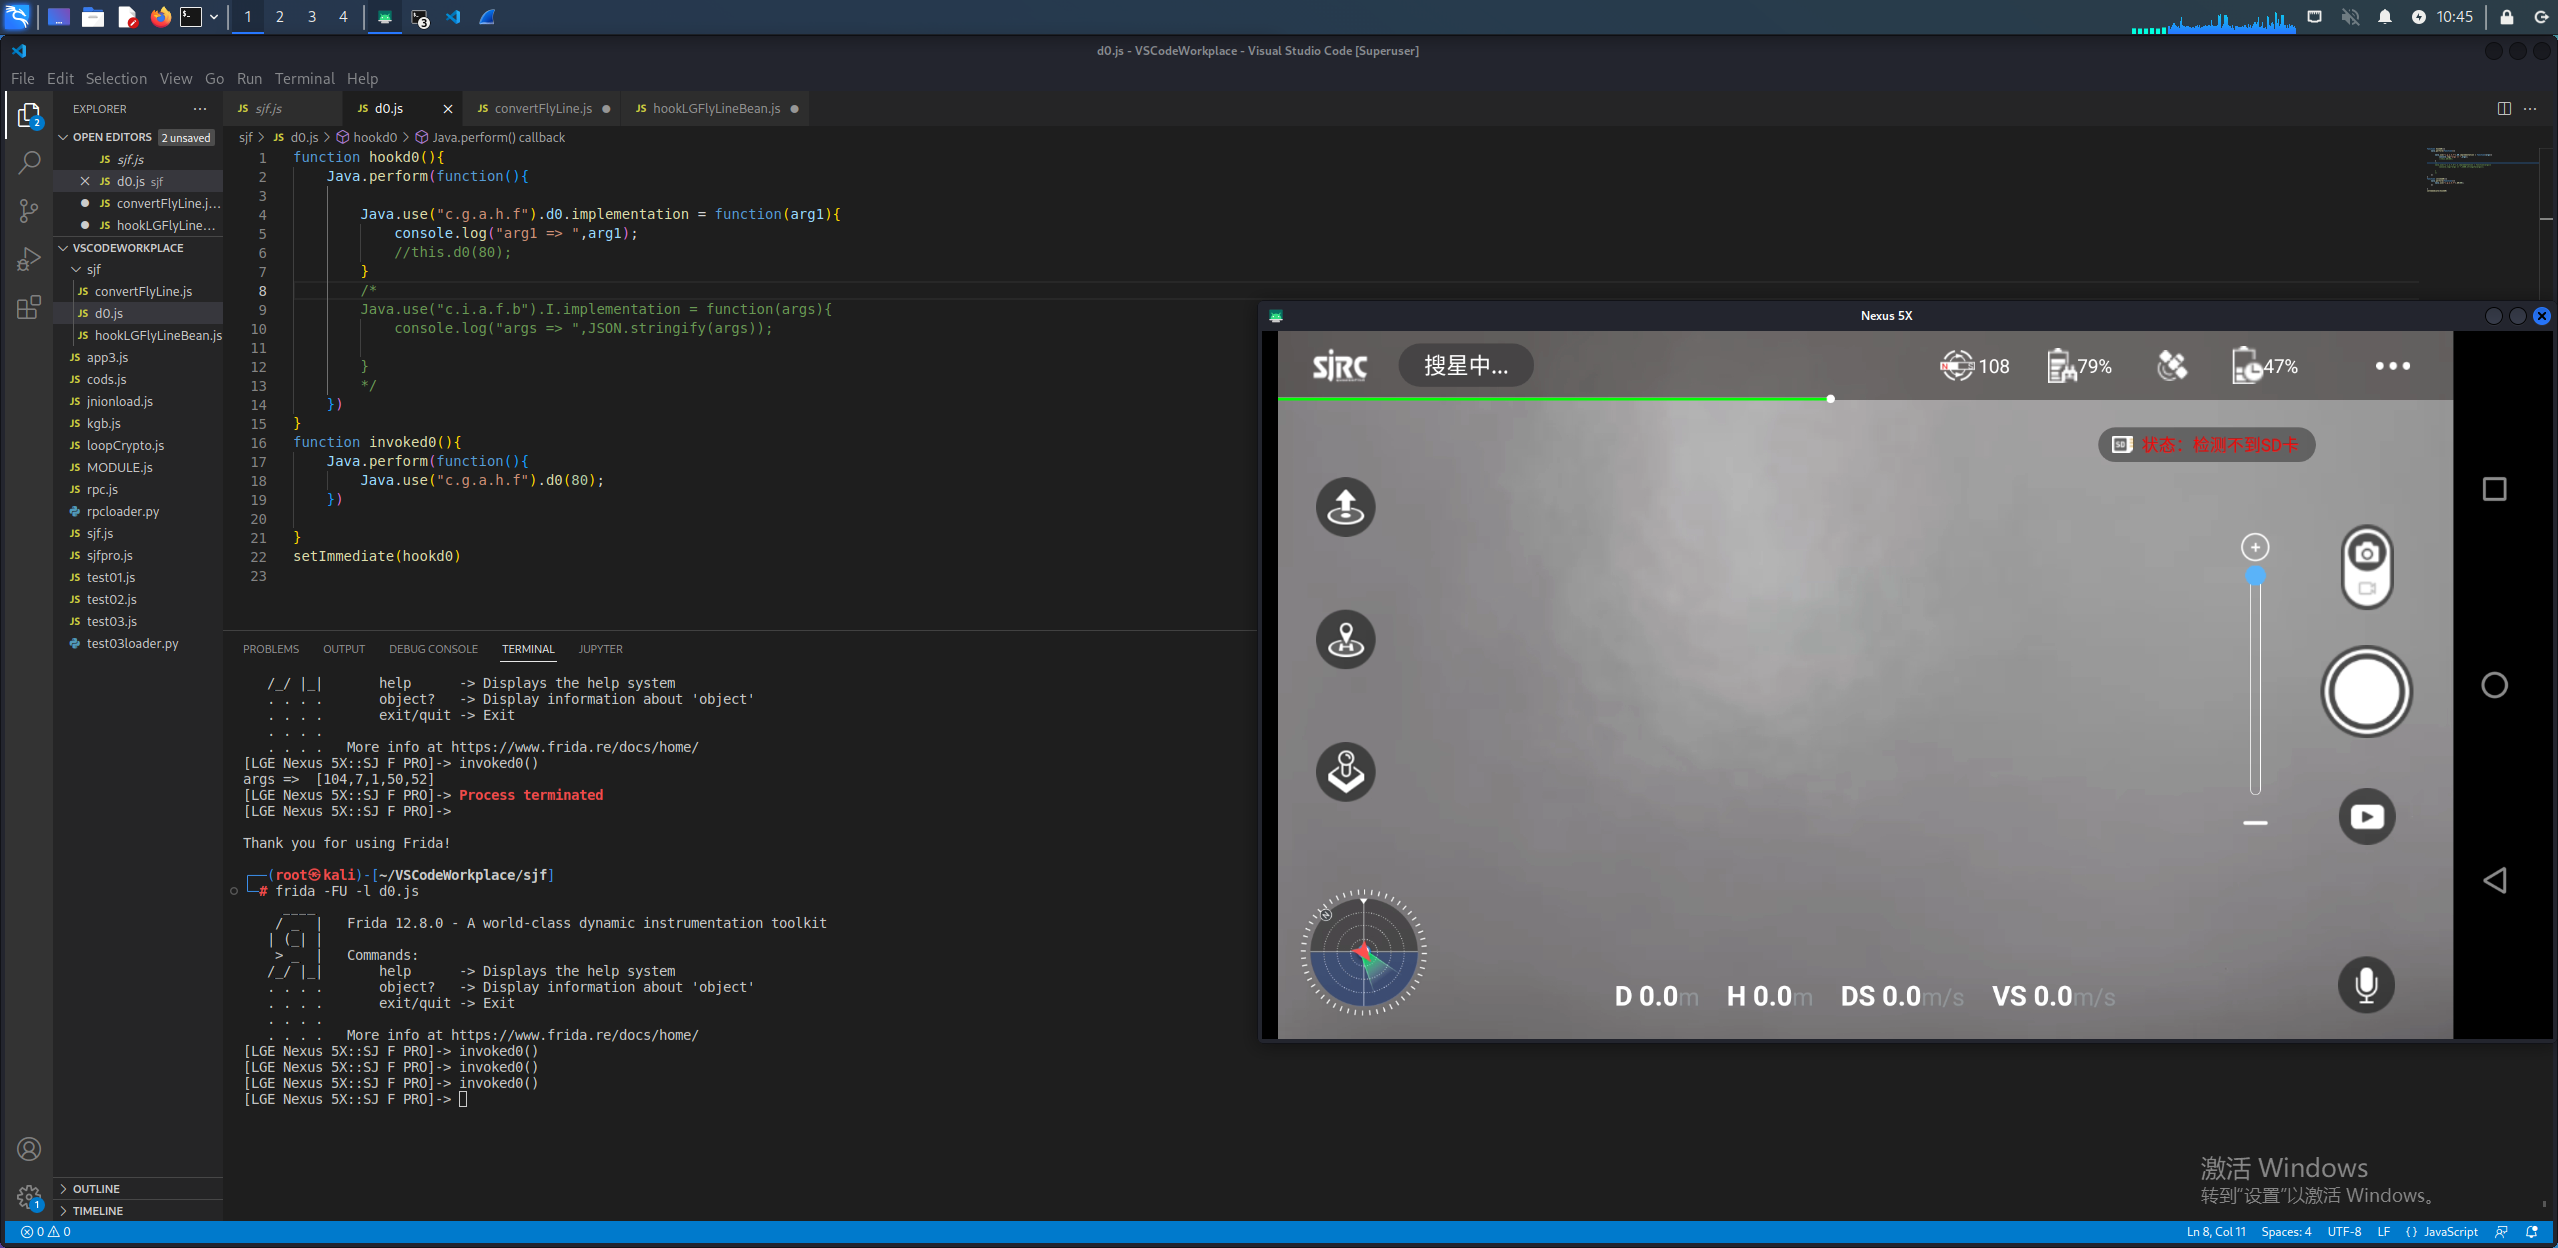 1 2 3 4
3
10:45
d0.js - VSCodeWorkplace - Visual Studio Code [Superuser]
File Edit Selection View Go Run Terminal Help
EXPLORER ···
2
OPEN EDITORS 2 unsaved
JS sjf.js
JS d0.js sjf
JS convertFlyLine.j...
JS hookLGFlyLine...
VSCODEWORKPLACE
sjf
JS convertFlyLine.js
JS d0.js
JS hookLGFlyLineBean.js
JS app3.js
JS cods.js
JS jnionload.js
JS kgb.js
JS loopCrypto.js
JS MODULE.js
JS rpc.js
rpcloader.py
JS sjf.js
JS sjfpro.js
JS test01.js
JS test02.js
JS test03.js
test03loader.py
OUTLINE
TIMELINE
1
JS sjf.js JS d0.js JS convertFlyLine.js JS hookLGFlyLineBean.js
sjf > JS d0.js > hookd0 > Java.perform() callback
1 function hookd0(){
2 Java.perform(function(){
3
4 Java.use("c.g.a.h.f").d0.implementation = function(arg1){
5 console.log("arg1 => ",arg1);
6 //this.d0(80);
7 }
8 /*
9 Java.use("c.i.a.f.b").I.implementation = function(args){
10 console.log("args => ",JSON.stringify(args));
11
12 }
13 */
14 })
15 }
16 function invoked0(){
17 Java.perform(function(){
18 Java.use("c.g.a.h.f").d0(80);
19 })
20
21 }
22 setImmediate(hookd0)
23
PROBLEMS OUTPUT DEBUG CONSOLE TERMINAL JUPYTER
/_/ |_| help -> Displays the help system
. . . . object? -> Display information about 'object'
. . . . exit/quit -> Exit
. . . .
. . . . More info at https://www.frida.re/docs/home/
[LGE Nexus 5X::SJ F PRO]-> invoked0()
args => [104,7,1,50,52]
[LGE Nexus 5X::SJ F PRO]-> Process terminated
[LGE Nexus 5X::SJ F PRO]->
Thank you for using Frida!
┌──(root㉿kali)-[~/VSCodeWorkplace/sjf]
└─# frida -FU -l d0.js
____
/ _ | Frida 12.8.0 - A world-class dynamic instrumentation toolkit
| (_| |
> _ | Commands:
/_/ |_| help -> Displays the help system
. . . . object? -> Display information about 'object'
. . . . exit/quit -> Exit
. . . .
. . . . More info at https://www.frida.re/docs/home/
[LGE Nexus 5X::SJ F PRO]-> invoked0()
[LGE Nexus 5X::SJ F PRO]-> invoked0()
[LGE Nexus 5X::SJ F PRO]-> invoked0()
[LGE Nexus 5X::SJ F PRO]->
Nexus 5X
SJRC 搜星中... 108 79% 47% •••
SD 状态：检测不到SD卡
D 0.0m H 0.0m DS 0.0m/s VS 0.0m/s
激活 Windows
转到"设置"以激活 Windows。
0 0 Ln 8, Col 11 Spaces: 4 UTF-8 LF {} JavaScript